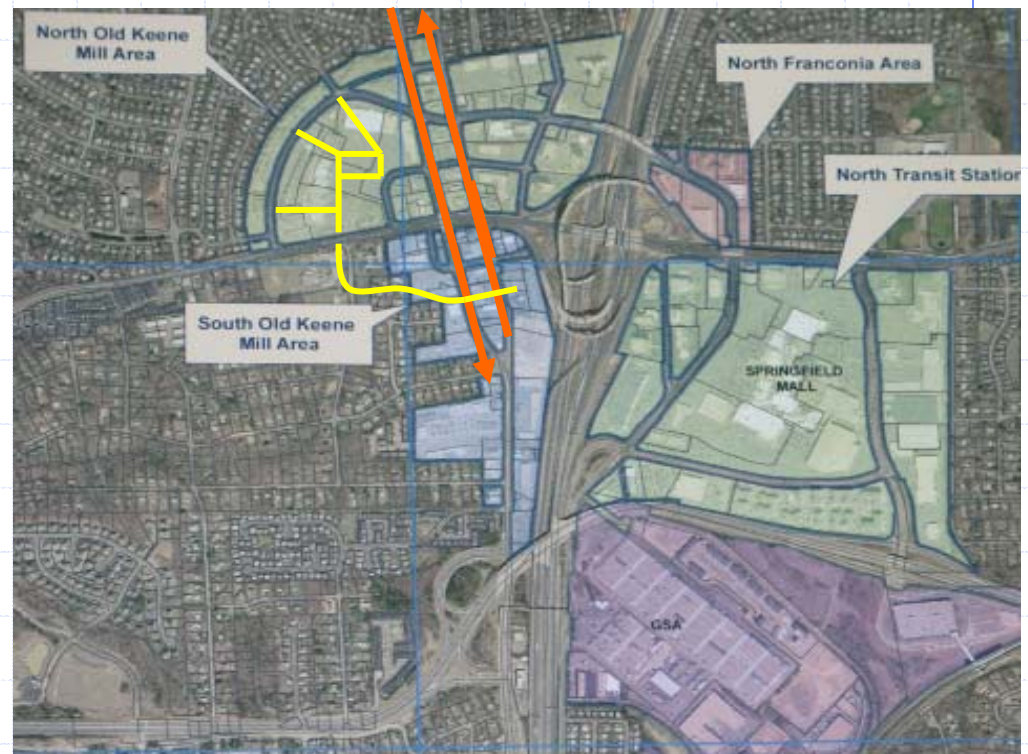 North Old Keene
Mill Area
North Franconia Area
North Transit Station
South Old Keene
Mill Area
SPRINGFIELD
MALL
GSA